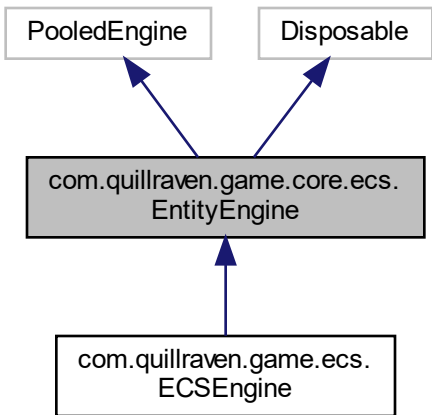 PooledEngine
Disposable
com.quillraven.game.core.ecs.
EntityEngine
com.quillraven.game.ecs.
ECSEngine